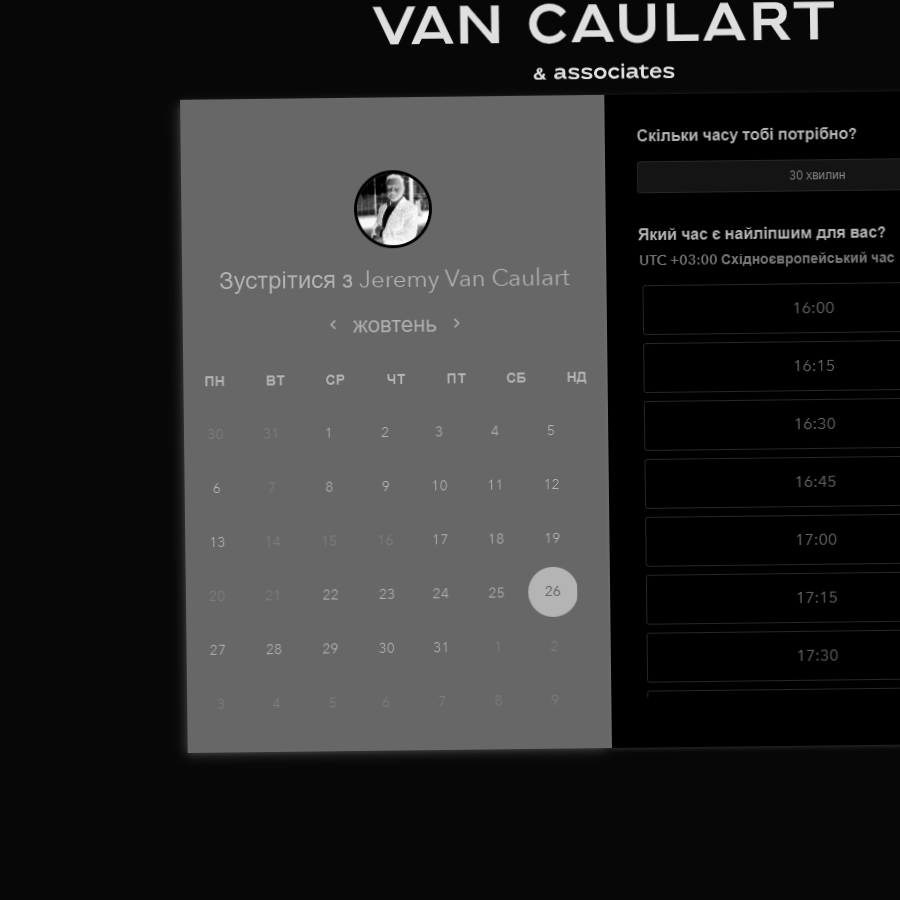 VAN CAULART
& associates
Зустрітися з Jeremy Van Caulart
жовтень
ПН ВТ СР ЧТ ПТ СБ НД
30 31 1 2 3 4 5
6 7 8 9 10 11 12
13 14 15 16 17 18 19
20 21 22 23 24 25 26
27 28 29 30 31 1 2
3 4 5 6 7 8 9
Скільки часу тобі потрібно?
30 хвилин
Який час є найліпшим для вас?
UTC +03:00 Східноєвропейський час
16:00
16:15
16:30
16:45
17:00
17:15
17:30